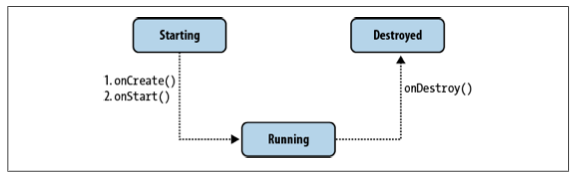 Starting
Destroyed
1. onCreate()
2. onStart()
onDestroy()
Running